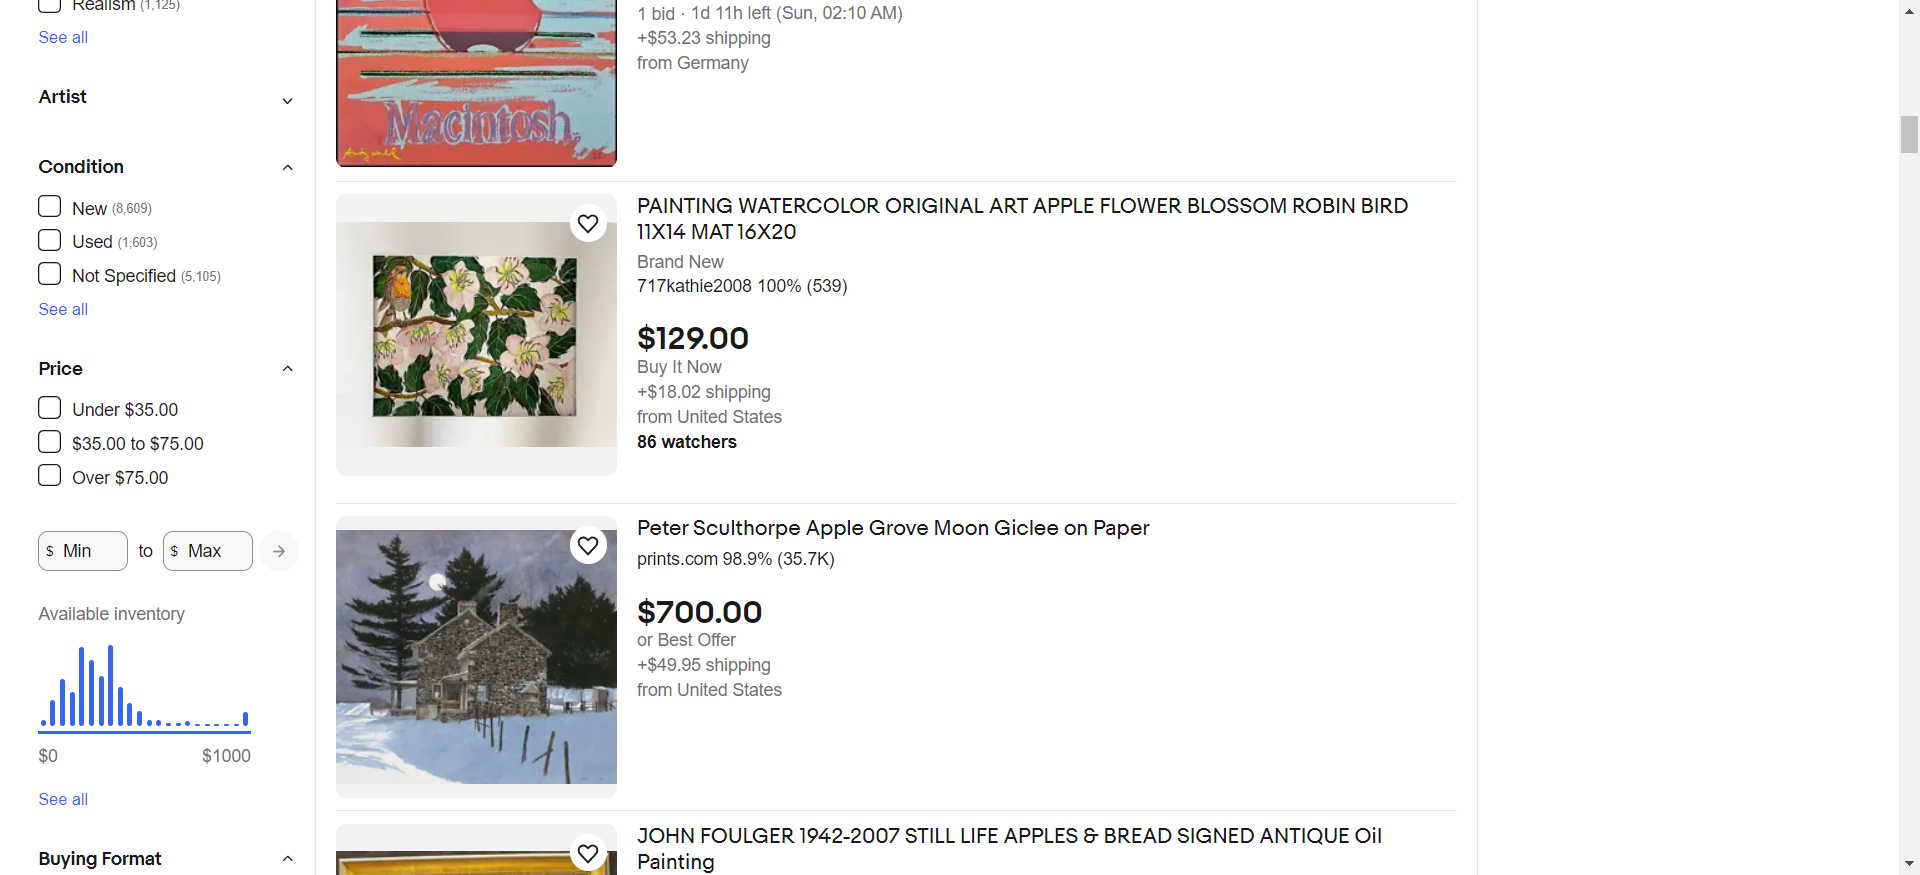 Realism (1,125)
See all
Artist
Condition
New (8,609)
Used (1,603)
Not Specified (5,105)
See all
Price
Under $35.00
$35.00 to $75.00
Over $75.00
$ Min to $ Max
Available inventory
$0 $1000
See all
Buying Format
Macintosh.
1 bid · 1d 11h left (Sun, 02:10 AM)
+$53.23 shipping
from Germany
PAINTING WATERCOLOR ORIGINAL ART APPLE FLOWER BLOSSOM ROBIN BIRD
11X14 MAT 16X20
Brand New
717kathie2008 100% (539)
$129.00
Buy It Now
+$18.02 shipping
from United States
86 watchers
Peter Sculthorpe Apple Grove Moon Giclee on Paper
prints.com 98.9% (35.7K)
$700.00
or Best Offer
+$49.95 shipping
from United States
JOHN FOULGER 1942-2007 STILL LIFE APPLES & BREAD SIGNED ANTIQUE Oil
Painting